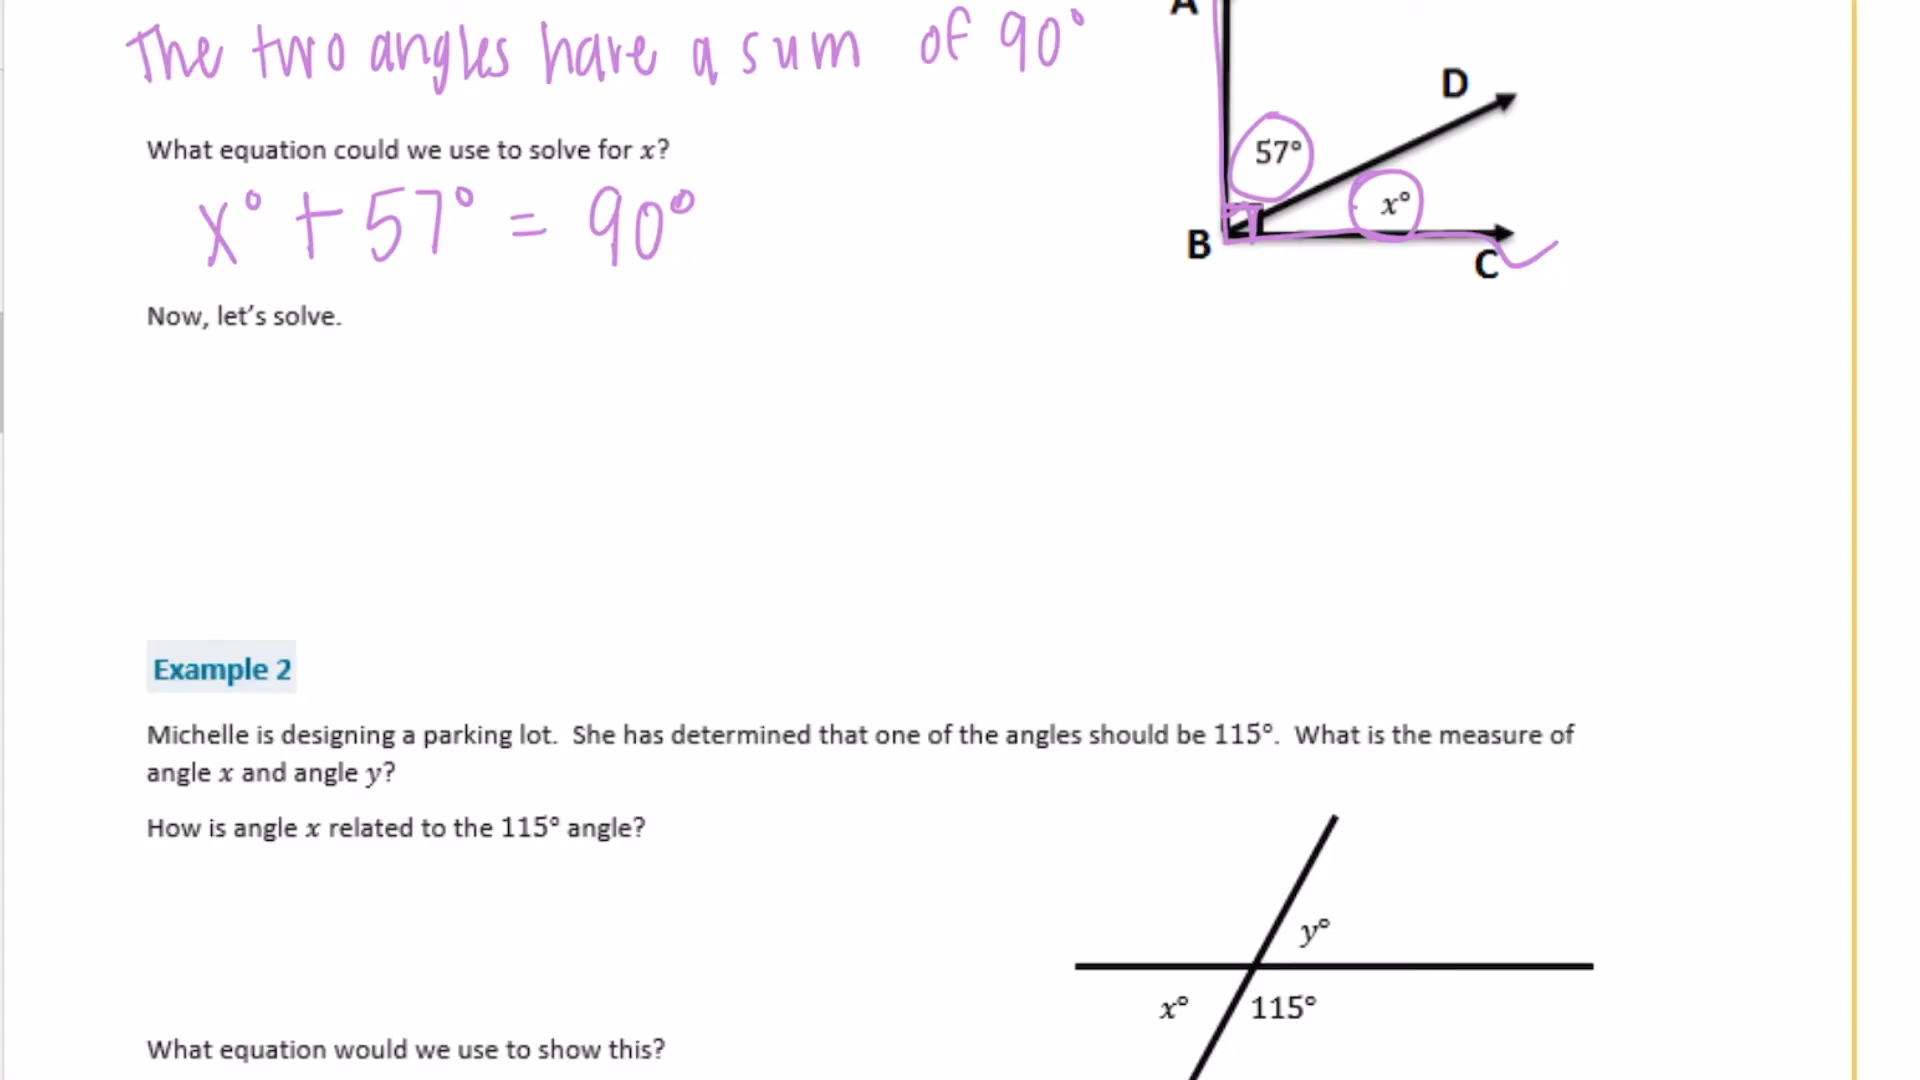 The two angles have a sum of 90°
A
D
What equation could we use to solve for x?
57°
x° + 57° = 90°
x°
B
C
Now, let’s solve.
Example 2
Michelle is designing a parking lot.  She has determined that one of the angles should be 115°.  What is the measure of
angle x and angle y?
How is angle x related to the 115° angle?
y°
x°
115°
What equation would we use to show this?